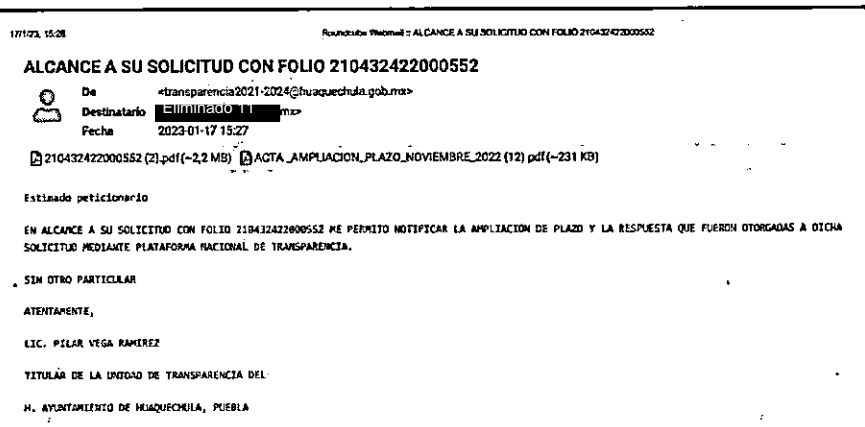 17/1/23, 15:28 Roundcube Webmail :: ALCANCE A SU SOLICITUD CON FOLIO 210432422000552
ALCANCE A SU SOLICITUD CON FOLIO 210432422000552
De <transparencia2021-2024@huaquechula.gob.mx>
Destinatario Eliminado 11 mx>
Fecha 2023-01-17 15:27
210432422000552 (2).pdf(~2,2 MB) ACTA_AMPLIACION_PLAZO_NOVIEMBRE_2022 (12) pdf(~231 KB)
Estimado peticionario
EN ALCANCE A SU SOLICITUD CON FOLIO 210432422000552 ME PERMITO NOTIFICAR LA AMPLIACION DE PLAZO Y LA RESPUESTA QUE FUERON OTORGADAS A DICHA
SOLICITUD MEDIANTE PLATAFORMA NACIONAL DE TRANSPARENCIA.
SIN OTRO PARTICULAR
ATENTAMENTE,
LIC. PILAR VEGA RAMIREZ
TITULAR DE LA UNIDAD DE TRANSPARENCIA DEL
H. AYUNTAMIENTO DE HUAQUECHULA, PUEBLA